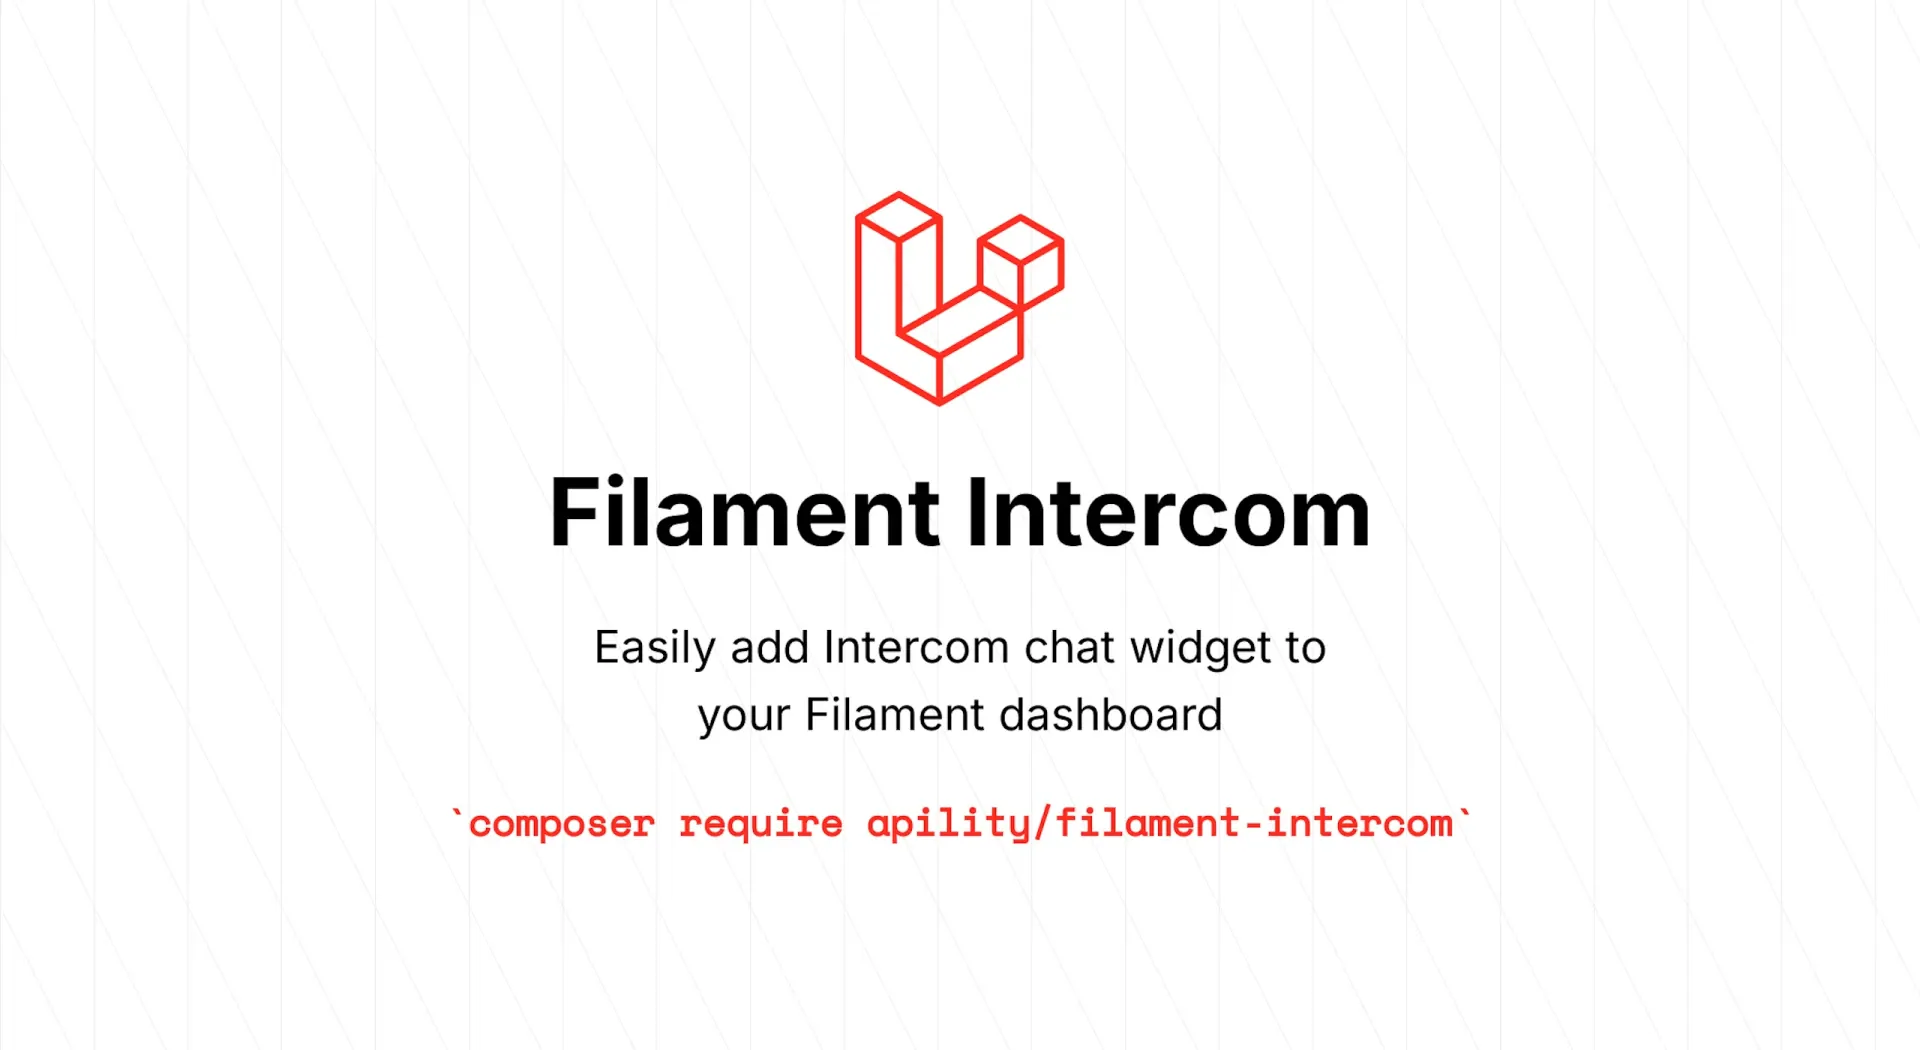 Filament Intercom
Easily add Intercom chat widget to
your Filament dashboard
`composer require apility/filament-intercom`